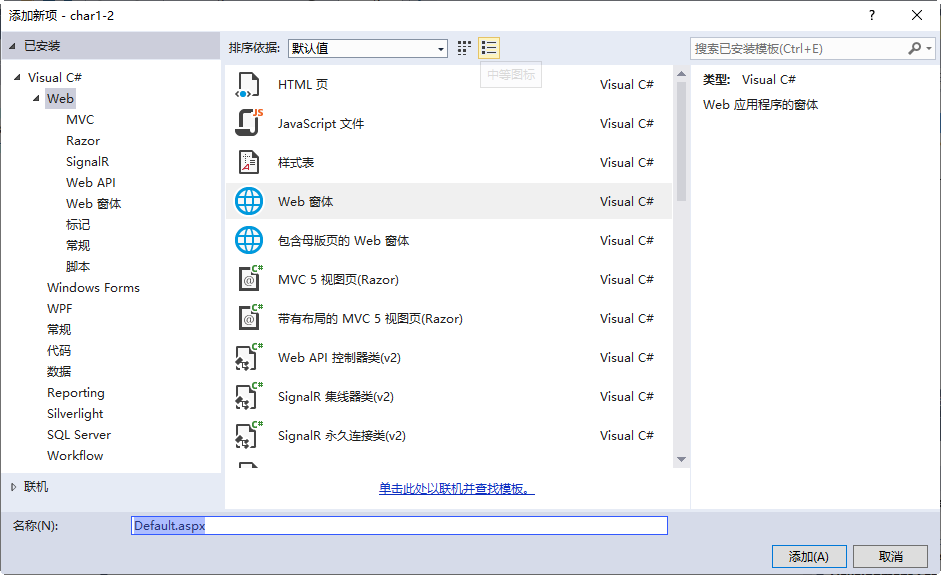 添加新项 - char1-2
?
已安装
排序依据: 默认值
搜索已安装模板(Ctrl+E)
中等图标
Visual C#
Web
MVC
Razor
SignalR
Web API
Web 窗体
标记
常规
脚本
Windows Forms
WPF
常规
代码
数据
Reporting
Silverlight
SQL Server
Workflow
联机
HTML 页 Visual C#
JavaScript 文件 Visual C#
样式表 Visual C#
Web 窗体 Visual C#
包含母版页的 Web 窗体 Visual C#
MVC 5 视图页(Razor) Visual C#
带有布局的 MVC 5 视图页(Razor) Visual C#
Web API 控制器类(v2) Visual C#
SignalR 集线器类(v2) Visual C#
SignalR 永久连接类(v2) Visual C#
单击此处以联机并查找模板。
类型: Visual C#
Web 应用程序的窗体
名称(N): Default.aspx
添加(A) 取消